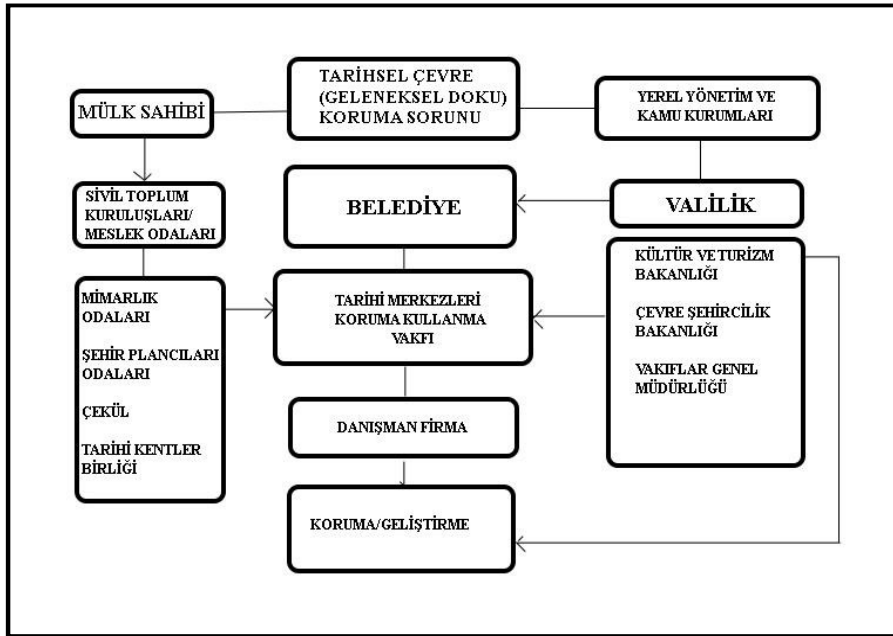 TARİHSEL ÇEVRE
(GELENEKSEL DOKU)
KORUMA SORUNU
MÜLK SAHİBİ
YEREL YÖNETİM VE
KAMU KURUMLARI
SİVİL TOPLUM
KURULUŞLARI/
MESLEK ODALARI
BELEDİYE
VALİLİK
MİMARLIK
ODALARI
ŞEHİR PLANCILARI
ODALARI
ÇEKÜL
TARİHİ KENTLER
BİRLİĞİ
TARİHİ MERKEZLERİ
KORUMA KULLANMA
VAKFI
KÜLTÜR VE TURİZM
BAKANLIĞI
ÇEVRE ŞEHİRCİLİK
BAKANLIĞI
VAKIFLAR GENEL
MÜDÜRLÜĞÜ
DANIŞMAN FİRMA
KORUMA/GELİŞTİRME